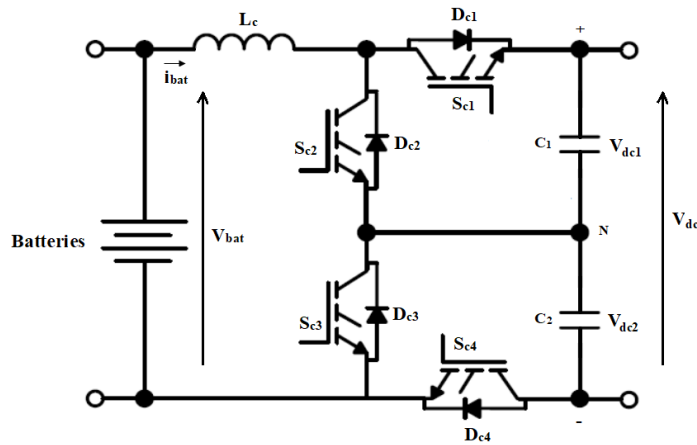 Lc
Dc1
+
ibat
Sc1
Sc2
Dc2
C1
Vdc1
Batteries
Vbat
N
Vdc
Sc3
Dc3
C2
Vdc2
Sc4
-
Dc4